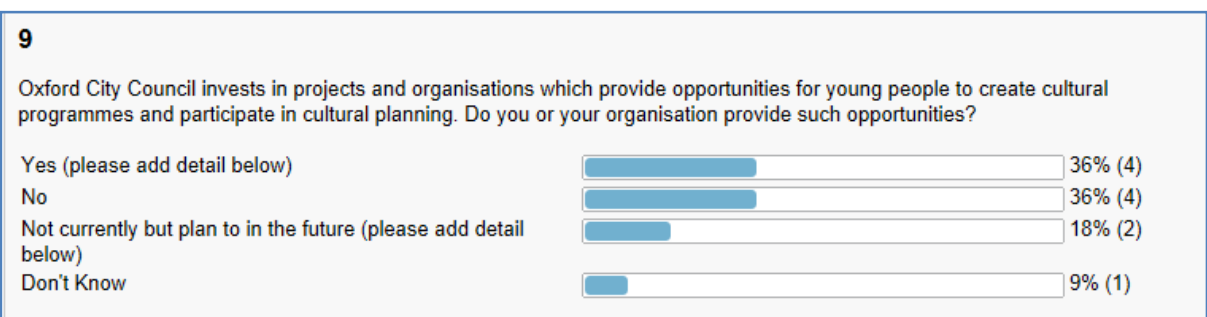 9
Oxford City Council invests in projects and organisations which provide opportunities for young people to create cultural
programmes and participate in cultural planning. Do you or your organisation provide such opportunities?
Yes (please add detail below) 36% (4)
No 36% (4)
Not currently but plan to in the future (please add detail 18% (2)
below)
Don't Know 9% (1)